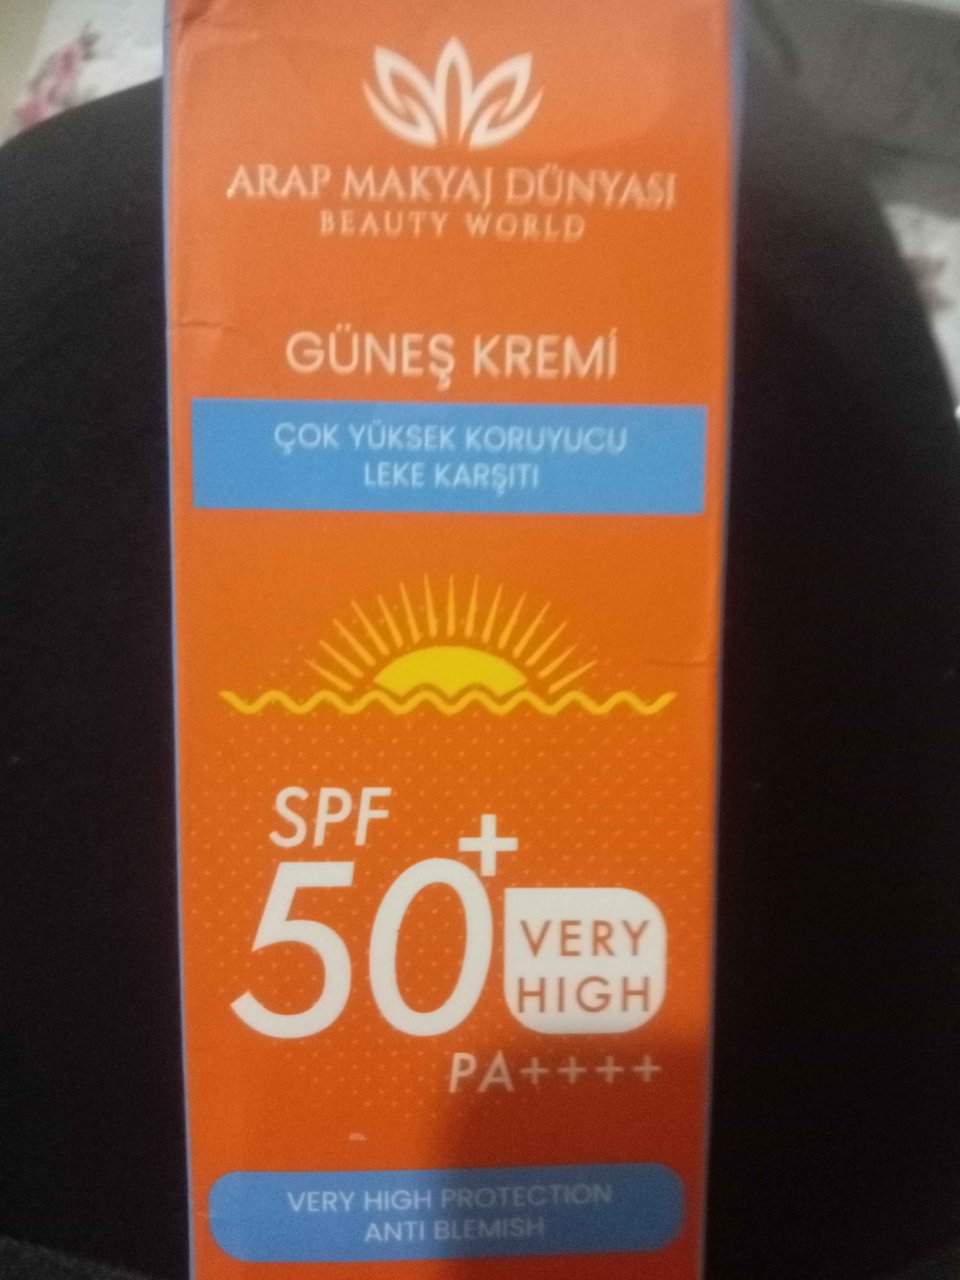 ARAP MAKYAJ DÜNYASI
BEAUTY WORLD
GÜNEŞ KREMİ
ÇOK YÜKSEK KORUYUCU
LEKE KARŞITI
SPF
50+
VERY
HIGH
PA++++
VERY HIGH PROTECTION
ANTI BLEMISH